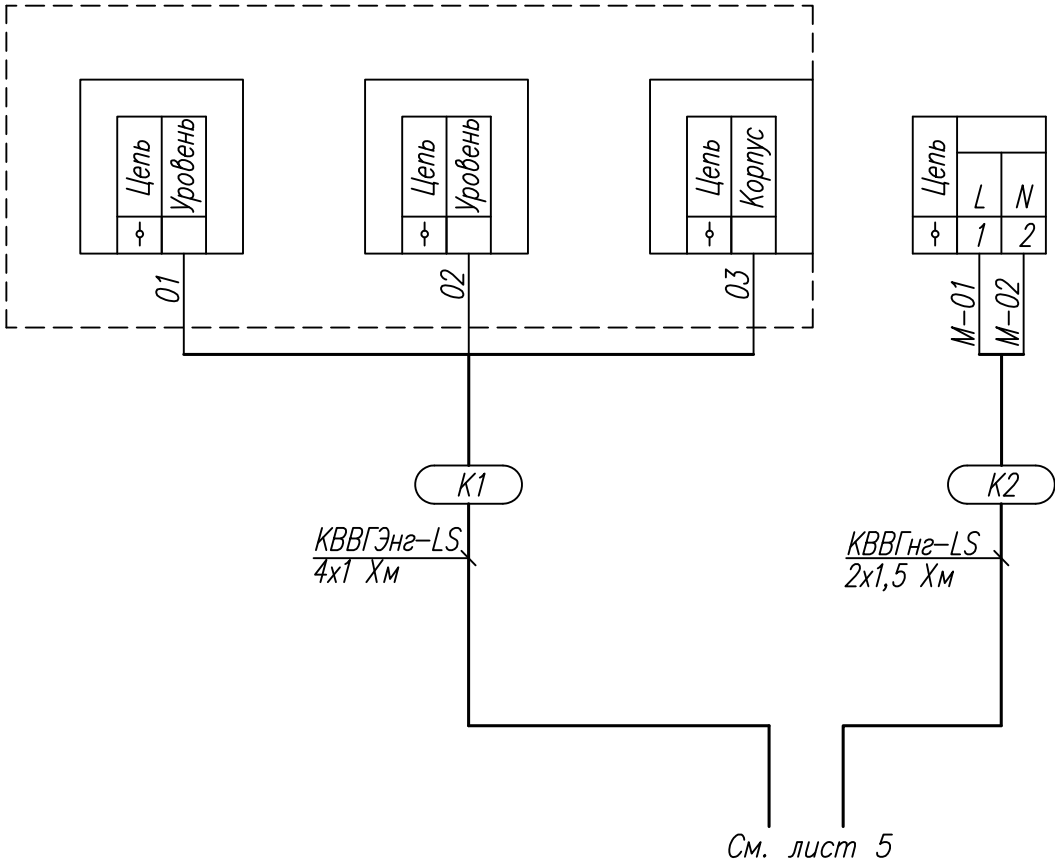 Цепь
Уровень
Цепь
Уровень
Цепь
Корпус
Цепь
L
N
1
2
01
02
03
М-01
М-02
К1
К2
КВВГЭнг-LS
4х1 Хм
КВВГнг-LS
2х1,5 Хм
См. лист 5